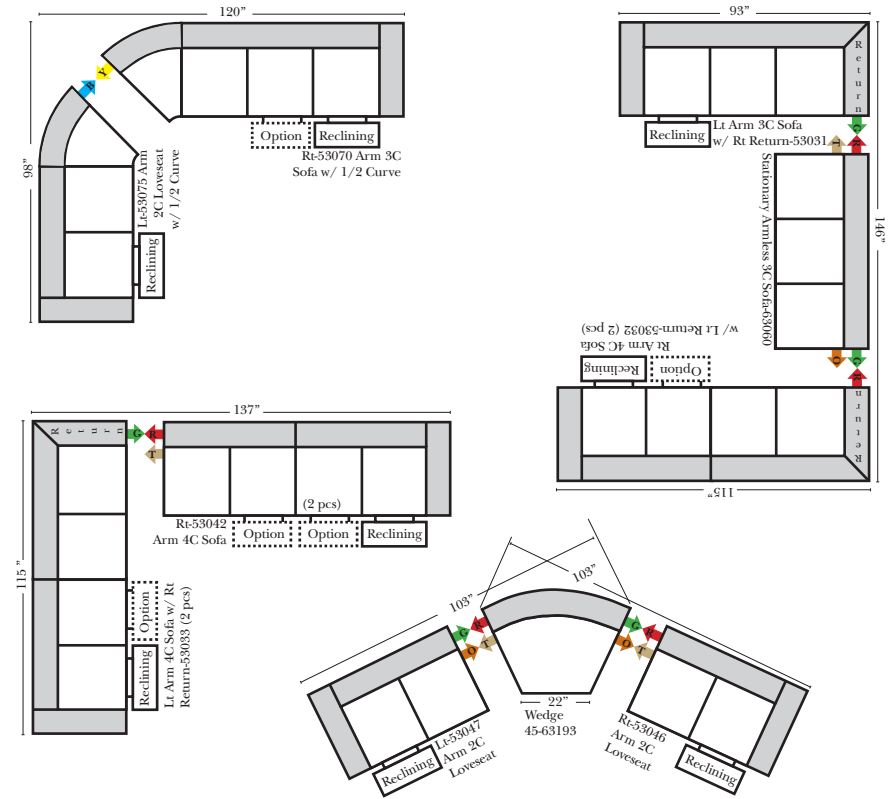 120”
98”
B
Y
Option
Reclining
Rt-53070 Arm 3C
Sofa w/ 1/2 Curve
Lt-53075 Arm
2C Loveseat
w/ 1/2 Curve
Reclining
93”
Return
Reclining
Lt Arm 3C Sofa
w/ Rt Return-53031
G
T
R
Stationary Armless 3C Sofa-63060
146”
O
G
R
Rt Arm 4C Sofa
w/ Lt Return-53032 (2 pcs)
Reclining
Option
Return
115”
137”
Return
G
R
T
(2 pcs)
Rt-53042
Arm 4C Sofa
Option
Option
Reclining
115”
Option
Reclining
Lt Arm 4C Sofa w/ Rt
Return-53033 (2 pcs)
103”
103”
G
R
O
T
G
R
O
T
22”
Wedge
45-63193
Lt-53047
Arm 2C
Loveseat
Reclining
Rt-53046
Arm 2C
Loveseat
Reclining